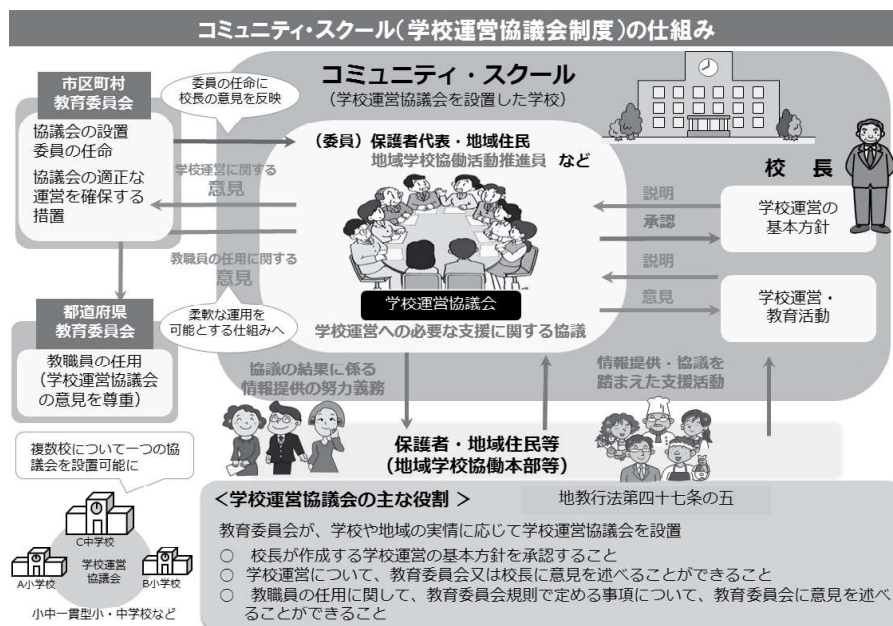 コミュニティ・スクール(学校運営協議会制度)の仕組み
市区町村
教育委員会
協議会の設置
委員の任命
協議会の適正な
運営を確保する
措置
委員の任命に
校長の意見を反映
コミュニティ・スクール
(学校運営協議会を設置した学校)
(委員)保護者代表・地域住民
地域学校協働活動推進員 など
学校運営に関する
意見
教職員の任用に関する
意見
柔軟な運用を
可能とする仕組みへ
学校運営協議会
学校運営への必要な支援に関する協議
校 長
説明
承認
学校運営の
基本方針
説明
意見
学校運営・
教育活動
都道府県
教育委員会
教職員の任用
(学校運営協議会
の意見を尊重)
協議の結果に係る
情報提供の努力義務
情報提供・協議を
踏まえた支援活動
保護者・地域住民等
(地域学校協働本部等)
複数校について一つの協
議会を設置可能に
C中学校
学校運営
協議会
A小学校
B小学校
小中一貫型小・中学校など
<学校運営協議会の主な役割 >
地教行法第四十七条の五
教育委員会が、学校や地域の実情に応じて学校運営協議会を設置
○ 校長が作成する学校運営の基本方針を承認すること
○ 学校運営について、教育委員会又は校長に意見を述べることができること
○ 教職員の任用に関して、教育委員会規則で定める事項について、教育委員会に意見を述べ
ることができること